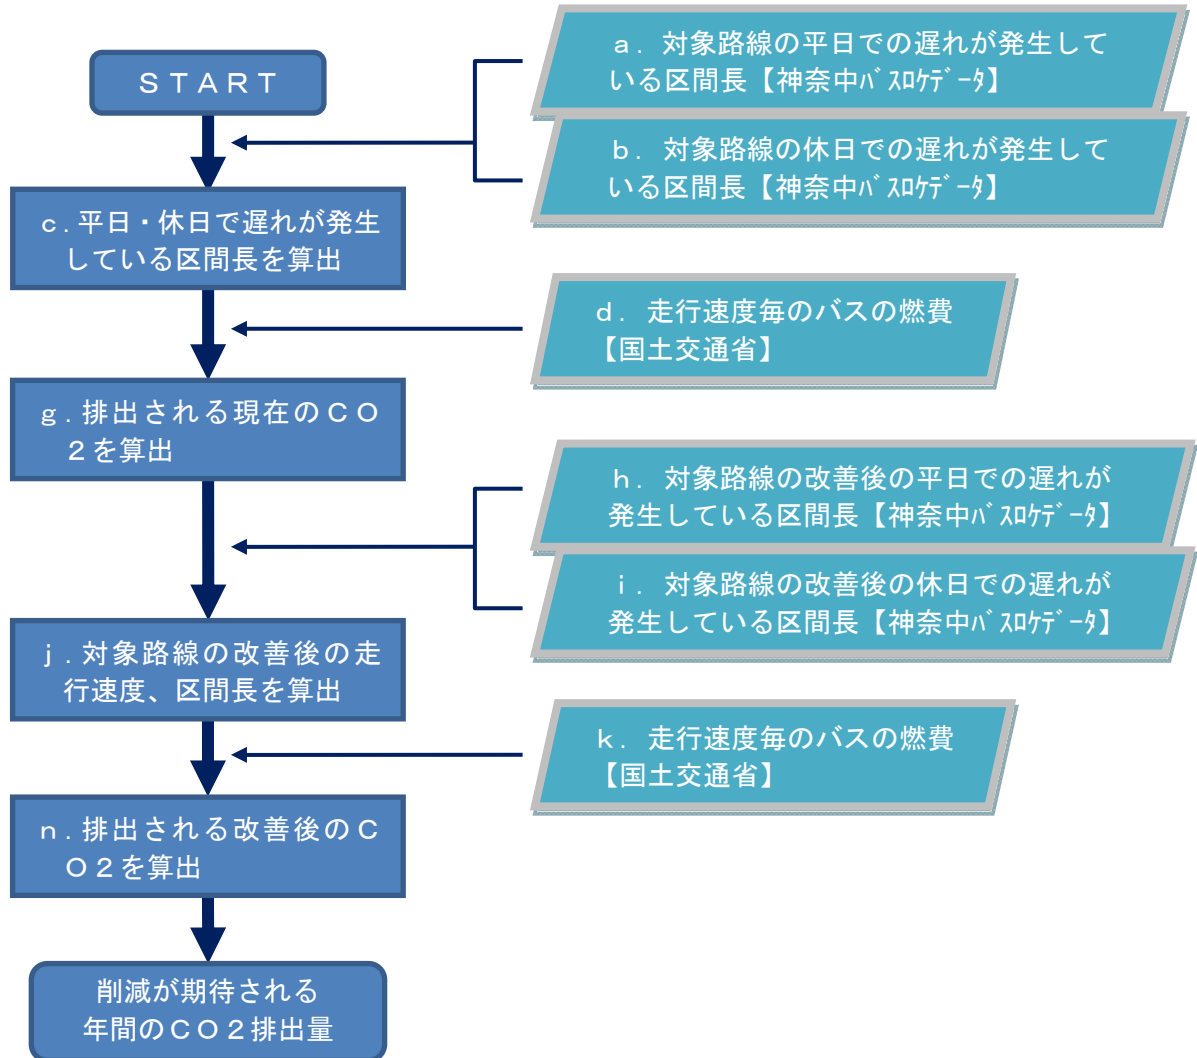 ＳＴＡＲＴ
ａ．対象路線の平日での遅れが発生して
いる区間長【神奈中ﾊﾞｽﾛｹﾃﾞｰﾀ】
ｂ．対象路線の休日での遅れが発生して
いる区間長【神奈中ﾊﾞｽﾛｹﾃﾞｰﾀ】
ｃ．平日・休日で遅れが発生
している区間長を算出
ｄ．走行速度毎のバスの燃費
【国土交通省】
ｇ．排出される現在のＣＯ
２を算出
ｈ．対象路線の改善後の平日での遅れが
発生している区間長【神奈中ﾊﾞｽﾛｹﾃﾞｰﾀ】
ｉ．対象路線の改善後の休日での遅れが
発生している区間長【神奈中ﾊﾞｽﾛｹﾃﾞｰﾀ】
ｊ．対象路線の改善後の走
行速度、区間長を算出
ｋ．走行速度毎のバスの燃費
【国土交通省】
ｎ．排出される改善後のＣ
Ｏ２を算出
削減が期待される
年間のＣＯ２排出量